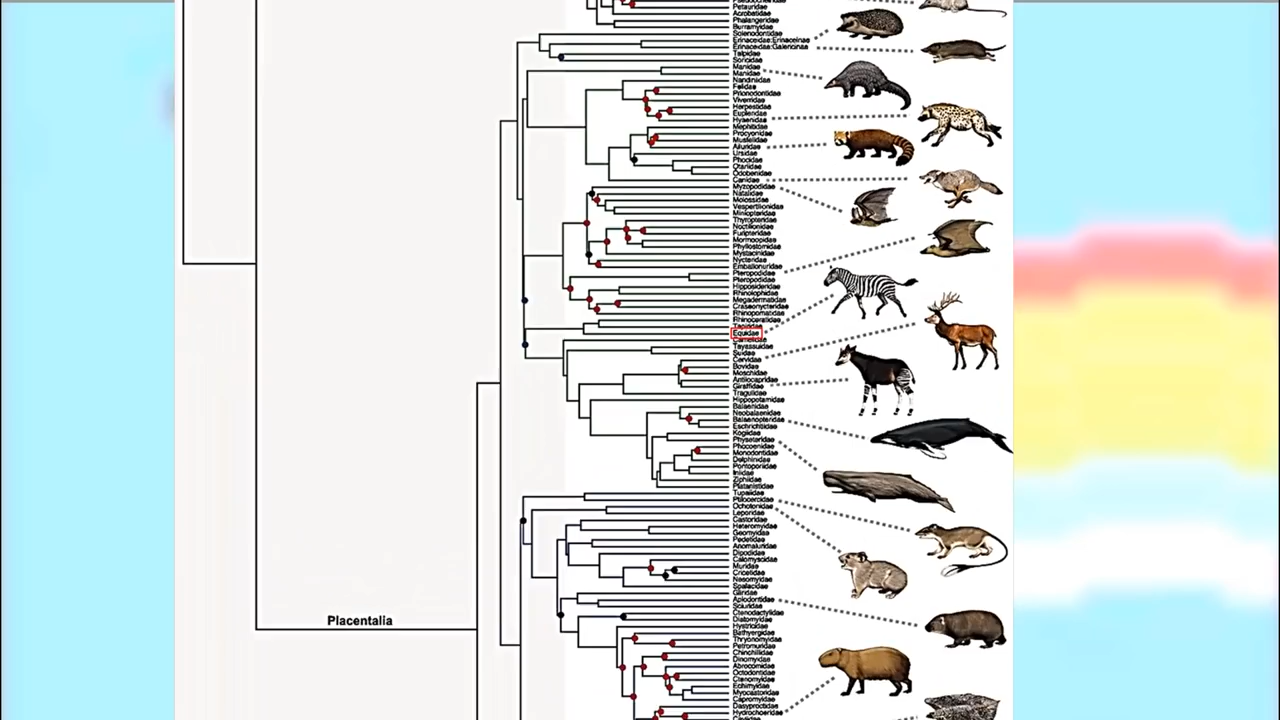 Petauridae
Acrobatidae
Phalangeridae
Burramyidae
Solenodontidae
Erinaceidae:Erinaceinae
Erinaceidae:Galericinae
Talpidae
Soricidae
Manidae
Manidae
Nandiniidae
Felidae
Prionodontidae
Viverridae
Herpestidae
Eupleridae
Hyaenidae
Mephitidae
Procyonidae
Mustelidae
Ailuridae
Ursidae
Phocidae
Otariidae
Odobenidae
Canidae
Myzopodidae
Natalidae
Molossidae
Vespertilionidae
Miniopteridae
Thyropteridae
Noctilionidae
Furipteridae
Mormoopidae
Phyllostomidae
Mystacinidae
Nycteridae
Emballonuridae
Pteropodidae
Pteropodidae
Hipposideridae
Rhinolophidae
Megadermatidae
Craseonycteridae
Rhinopomatidae
Rhinocerotidae
Tapiridae
Equidae
Camelidae
Tayassuidae
Suidae
Cervidae
Bovidae
Moschidae
Antilocapridae
Giraffidae
Tragulidae
Hippopotamidae
Balaenidae
Neobalaenidae
Balaenopteridae
Eschrichtiidae
Kogiidae
Physeteridae
Phocoenidae
Monodontidae
Delphinidae
Pontoporiidae
Iniidae
Ziphiidae
Platanistidae
Tupaiidae
Ptilocercidae
Ochotonidae
Leporidae
Castoridae
Heteromyidae
Geomyidae
Pedetidae
Anomaluridae
Dipodidae
Calomyscidae
Muridae
Cricetidae
Nesomyidae
Spalacidae
Gliridae
Aplodontidae
Sciuridae
Ctenodactylidae
Diatomyidae
Hystricidae
Bathyergidae
Thryonomyidae
Petromuridae
Chinchillidae
Dinomyidae
Abrocomidae
Octodontidae
Ctenomyidae
Echimyidae
Myocastoridae
Capromyidae
Dasyproctidae
Hydrochoeridae
Placentalia